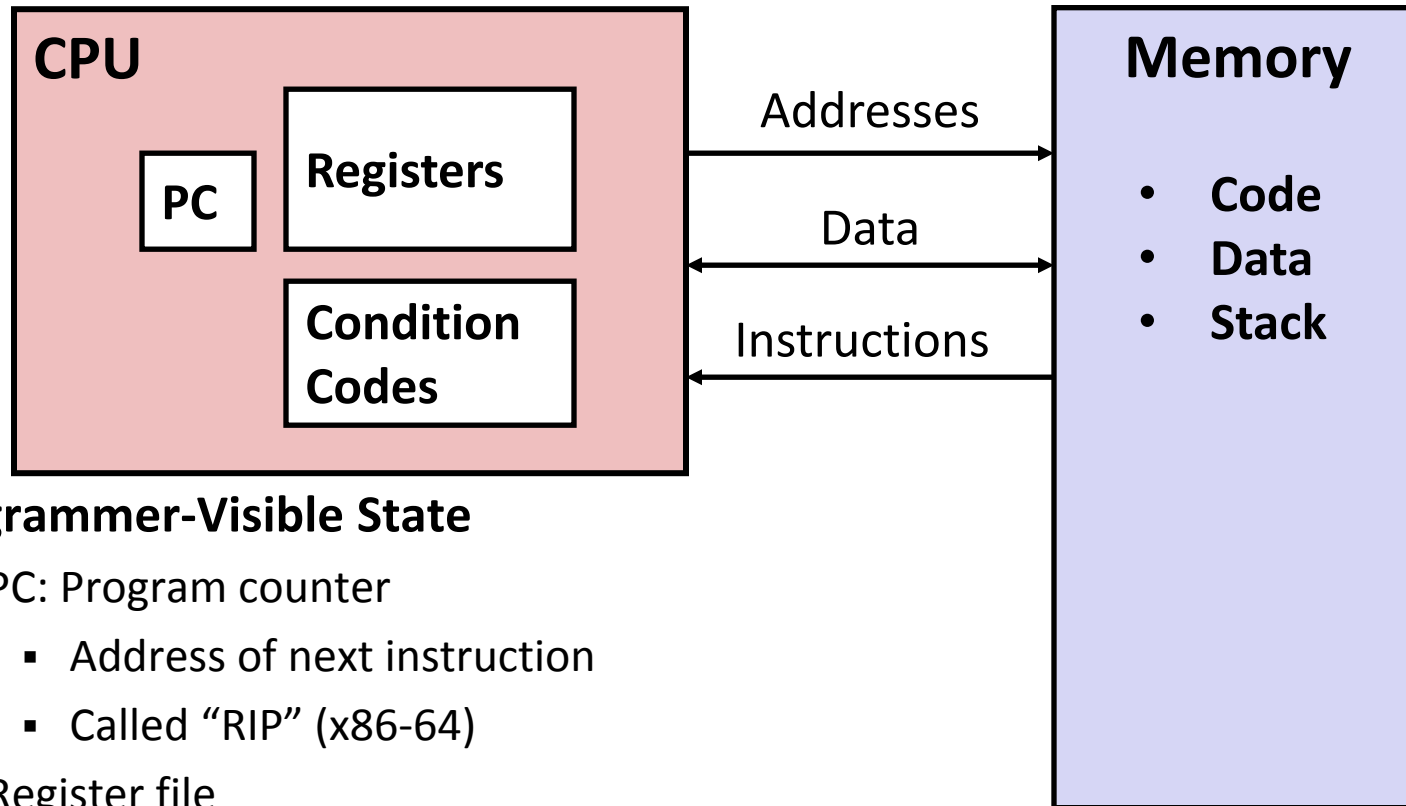 CPU
PC
Registers
Condition
Codes
Addresses
Data
Instructions
Memory
• Code
• Data
• Stack
grammer-Visible State
PC: Program counter
▪ Address of next instruction
▪ Called “RIP” (x86-64)
Register file